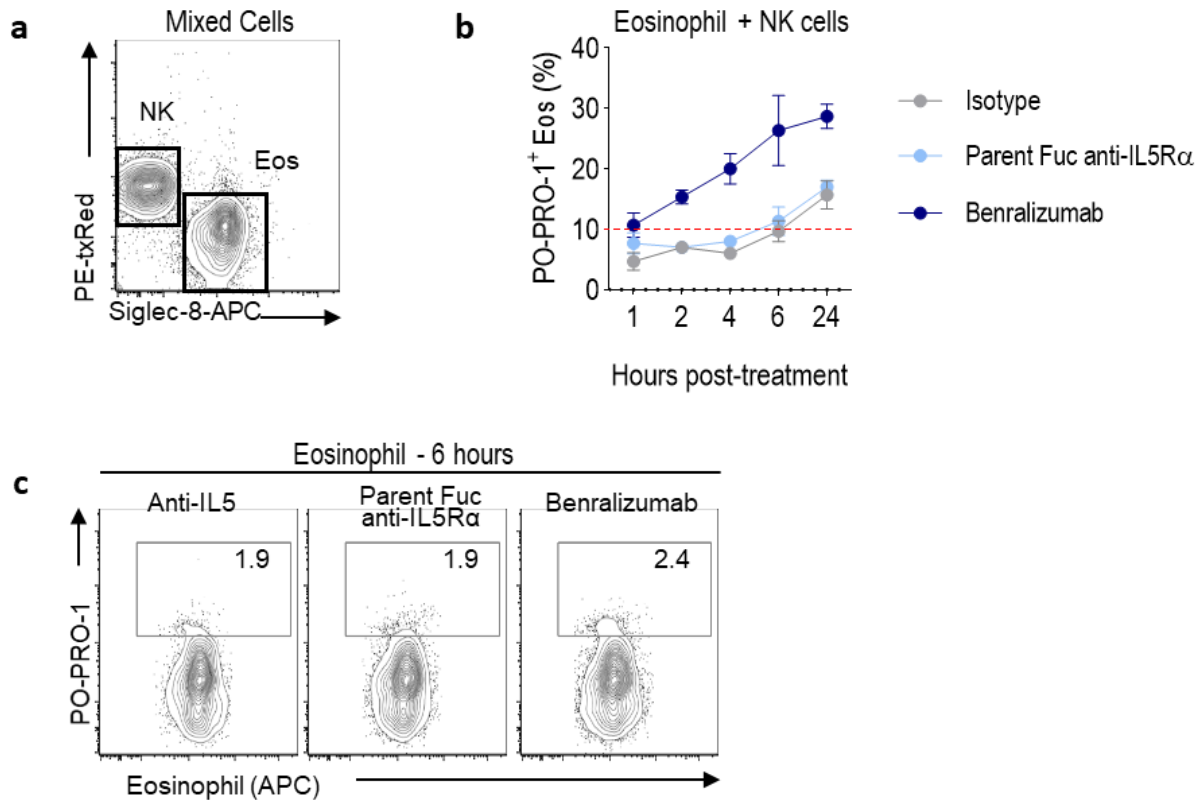 a
Mixed Cells
NK
Eos
PE-txRed
Siglec-8-APC
b
Eosinophil + NK cells
PO-PRO-1+ Eos (%)
40
30
20
10
0
1 2 4 6 24
Hours post-treatment
Isotype
Parent Fuc anti-IL5Rα
Benralizumab
c
Eosinophil - 6 hours
Anti-IL5
Parent Fuc
anti-IL5Rα
Benralizumab
1.9
1.9
2.4
PO-PRO-1
Eosinophil (APC)